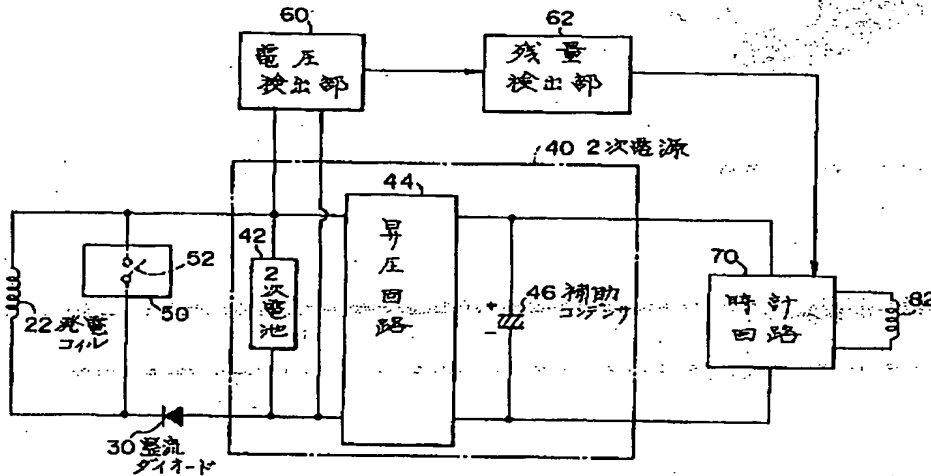 60
電圧
検出部
62
残量
検出部
40 2次電源
44
昇圧回路
42
2次電池
46 補助
コンデンサ
+
-
52
50
22 発電
コイル
30 整流
ダイオード
70
時計
回路
82